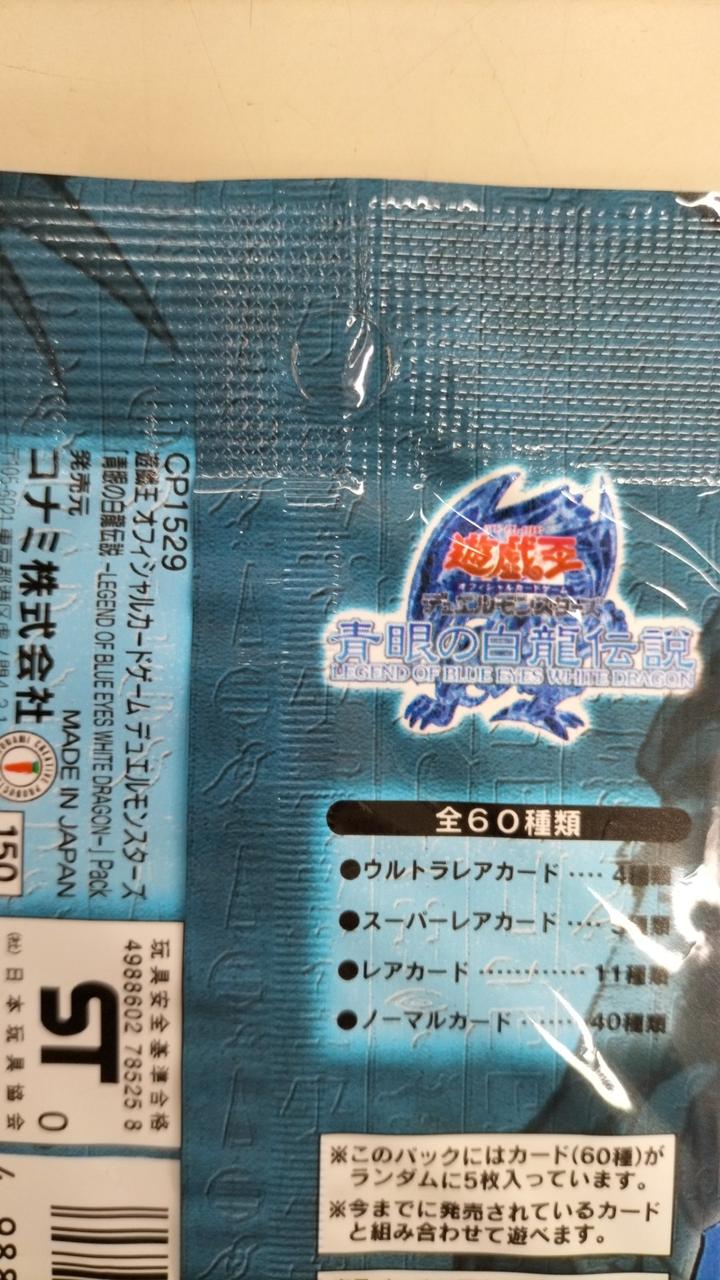 遊戯王
デュエルモンスターズ
青眼の白龍伝説
LEGEND OF BLUE EYES WHITE DRAGON
全60種類
●ウルトラレアカード ‥‥ 4種類
●スーパーレアカード ‥‥ 5種類
●レアカード ‥‥‥‥‥‥ 11種類
●ノーマルカード ‥‥‥ 40種類
※このパックにはカード(60種)が
ランダムに5枚入っています。
※今までに発売されているカード
と組み合わせて遊べます。
CP1529
遊戯王 オフィシャルカードゲーム デュエルモンスターズ
青眼の白龍伝説 -LEGEND OF BLUE EYES WHITE DRAGON- J Pack
発売元
コナミ株式会社
MADE IN JAPAN
150
玩具安全基準合格
4988602 78525 8
ST
0
(社)日本玩具協会